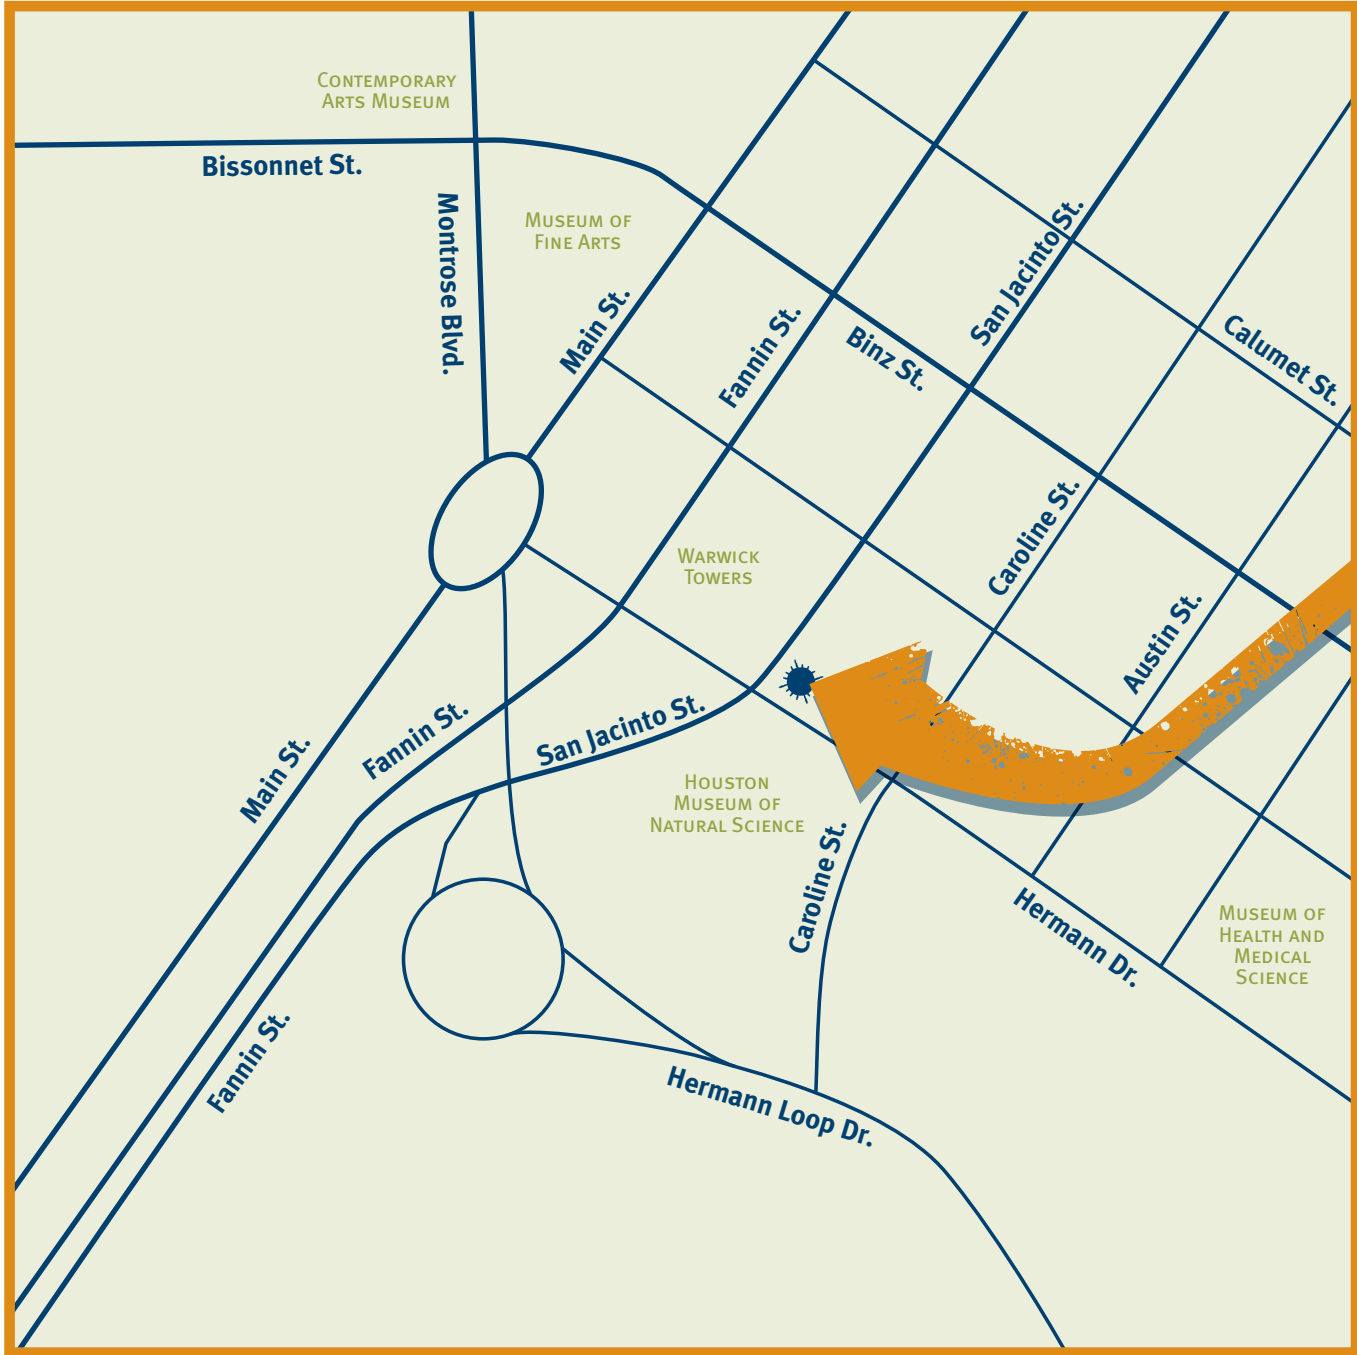 Contemporary
Arts Museum
Bissonnet St.
Montrose Blvd.
Museum of
Fine Arts
Main St.
Fannin St.
Binz St.
San Jacinto St.
Calumet St.
Caroline St.
Austin St.
Warwick
Towers
Main St.
Fannin St.
San Jacinto St.
Houston
Museum of
Natural Science
Caroline St.
Hermann Dr.
Museum of
Health and
Medical
Science
Fannin St.
Hermann Loop Dr.